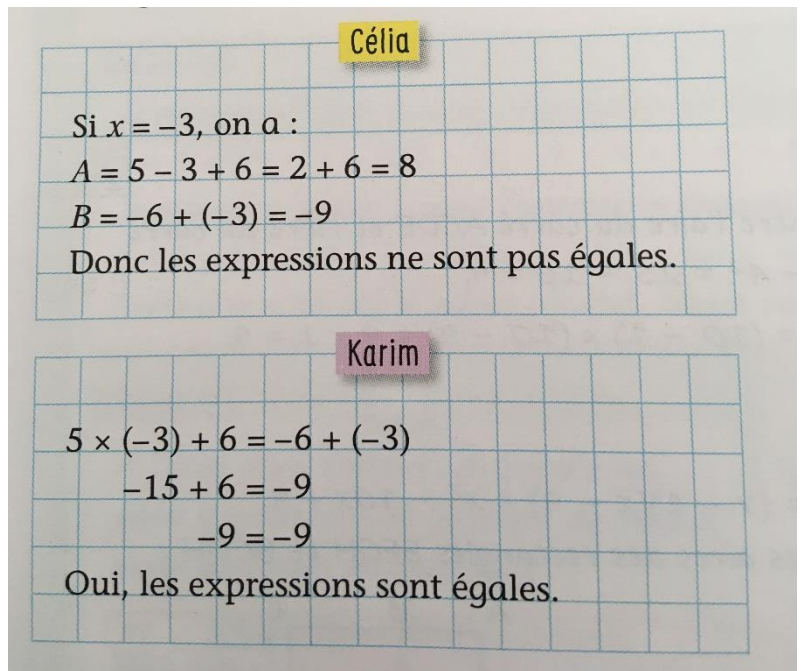 Célia
Si x = –3, on a :
A = 5 – 3 + 6 = 2 + 6 = 8
B = –6 + (–3) = –9
Donc les expressions ne sont pas égales.
Karim
5 × (–3) + 6 = –6 + (–3)
–15 + 6 = –9
–9 = –9
Oui, les expressions sont égales.